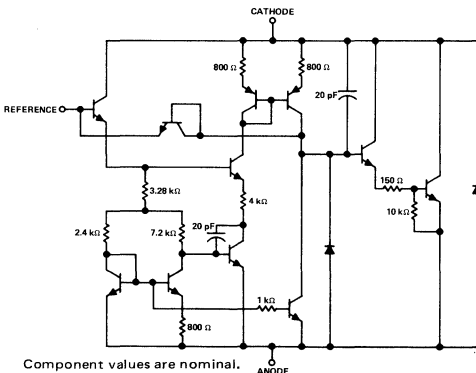 CATHODE
800 Ω
800 Ω
20 pF
REFERENCE
150 Ω
3.28 kΩ
4 kΩ
10 kΩ
2.4 kΩ
7.2 kΩ
20 pF
1 kΩ
800 Ω
Component values are nominal.
ANODE